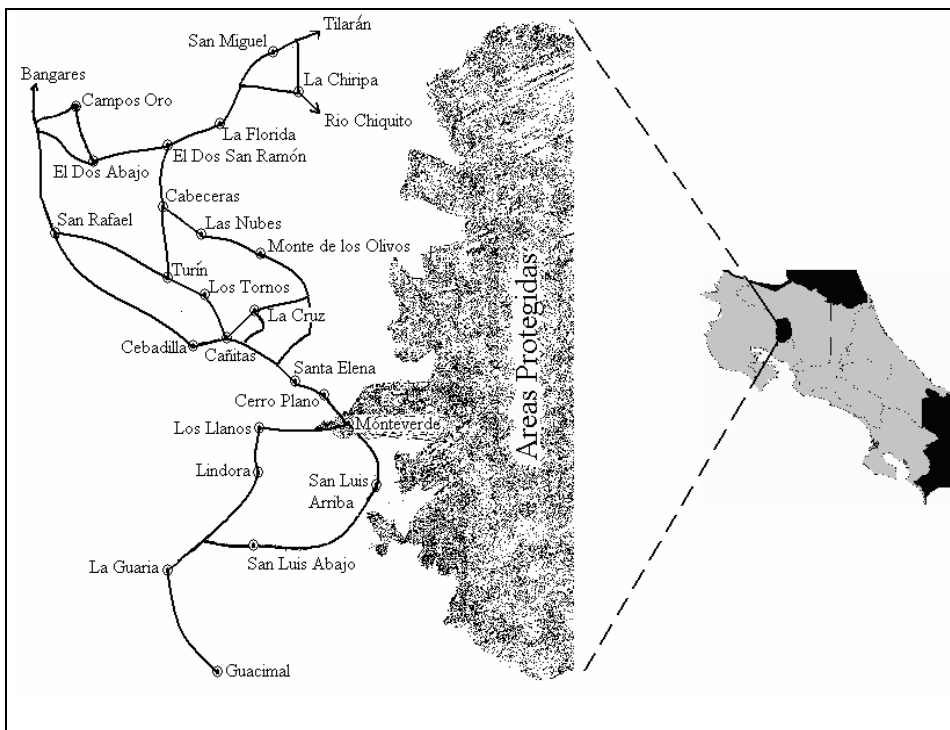 Tilarán
San Miguel
Bangares
La Chiripa
Campos Oro
Rio Chiquito
La Florida
El Dos San Ramón
El Dos Abajo
Cabeceras
San Rafael
Las Nubes
Monte de los Olivos
Turín
Los Tornos
La Cruz
Cebadilla
Cañitas
Santa Elena
Cerro Plano
Los Llanos
Mónteverde
Lindora
San Luis
Arriba
San Luis Abajo
La Guaria
Guacimal
Areas Protegidas